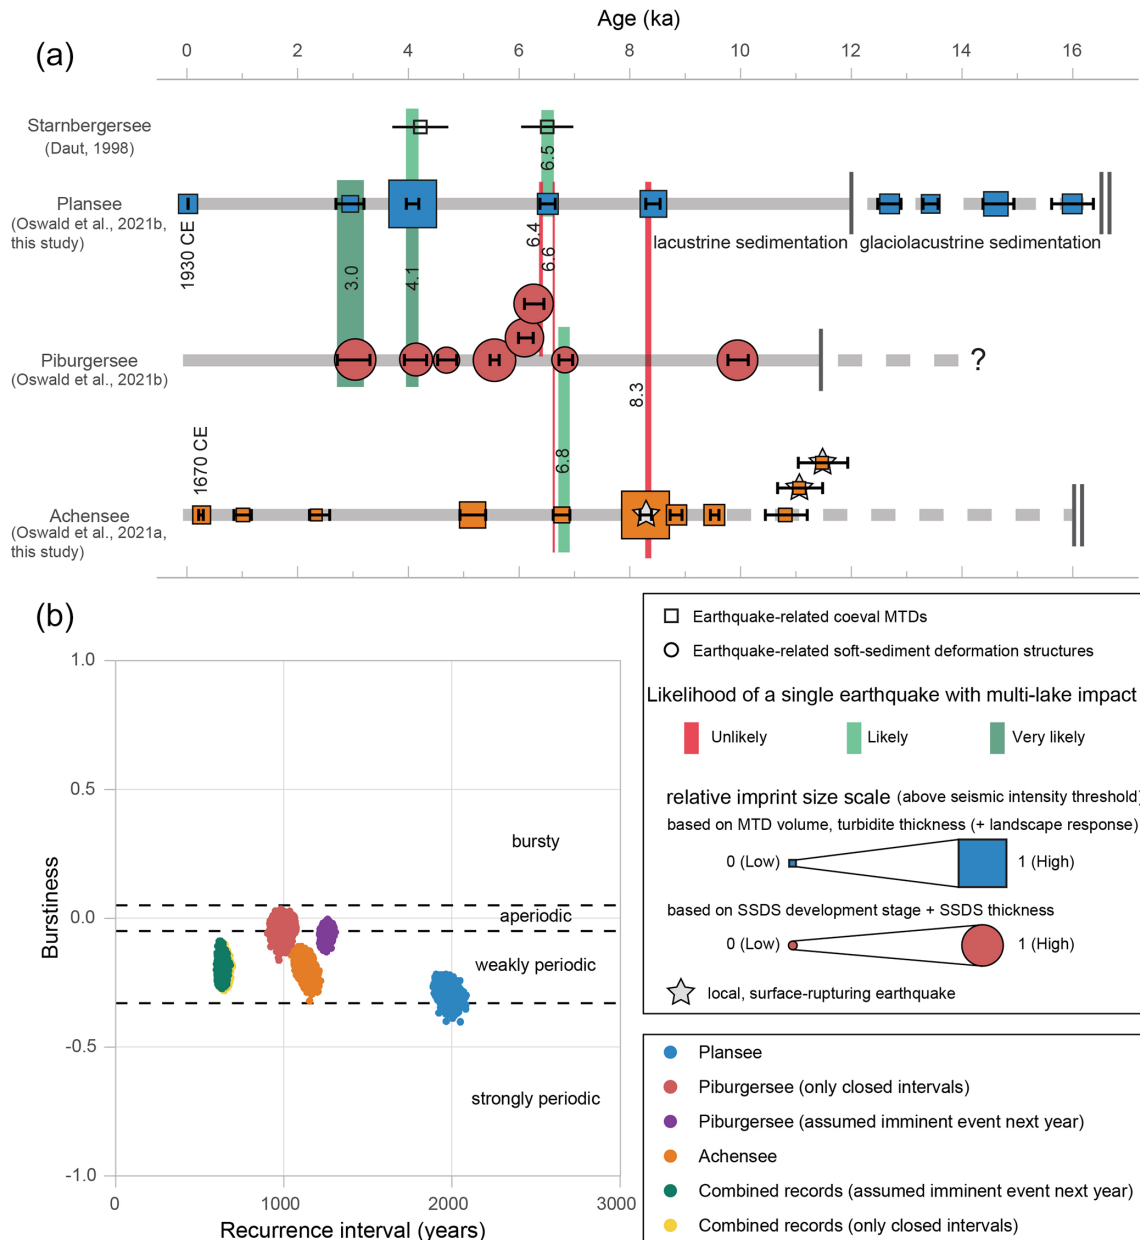 (a)
Age (ka)
0 2 4 6 8 10 12 14 16
Starnbergersee
(Daut, 1998)
6.5
Plansee
(Oswald et al., 2021b,
this study)
1930 CE
3.0
4.1
6.4
6.6
lacustrine sedimentation
glaciolacustrine sedimentation
Piburgersee
(Oswald et al., 2021b)
?
8.3
1670 CE
6.8
Achensee
(Oswald et al., 2021a,
this study)
(b)
1.0
0.5
0.0
-0.5
-1.0
Burstiness
bursty
aperiodic
weakly periodic
strongly periodic
0 1000 2000 3000
Recurrence interval (years)
Earthquake-related coeval MTDs
Earthquake-related soft-sediment deformation structures
Likelihood of a single earthquake with multi-lake impact
Unlikely Likely Very likely
relative imprint size scale (above seismic intensity threshold)
based on MTD volume, turbidite thickness (+ landscape response)
0 (Low) 1 (High)
based on SSDS development stage + SSDS thickness
0 (Low) 1 (High)
local, surface-rupturing earthquake
Plansee
Piburgersee (only closed intervals)
Piburgersee (assumed imminent event next year)
Achensee
Combined records (assumed imminent event next year)
Combined records (only closed intervals)